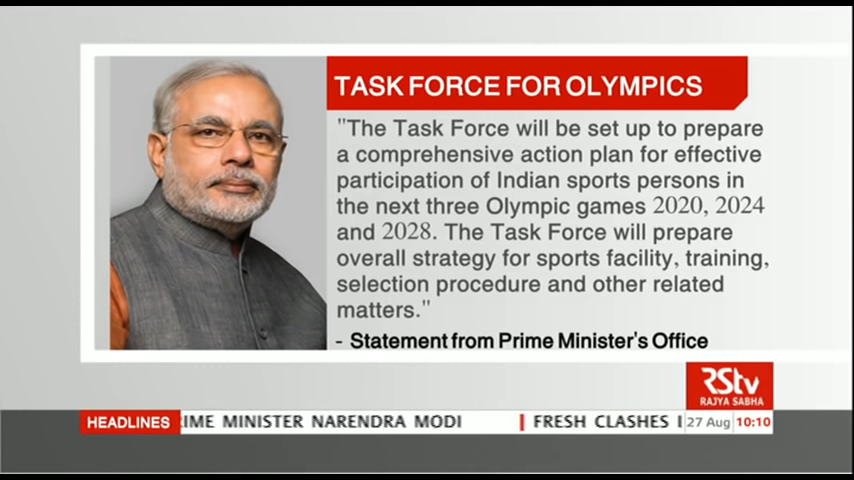 TASK FORCE FOR OLYMPICS
"The Task Force will be set up to prepare
a comprehensive action plan for effective
participation of Indian sports persons in
the next three Olympic games 2020, 2024
and 2028. The Task Force will prepare
overall strategy for sports facility, training,
selection procedure and other related
matters."
- Statement from Prime Minister's Office
RStv
RAJYA SABHA
HEADLINES RIME MINISTER NARENDRA MODI FRESH CLASHES 27 Aug 10:10